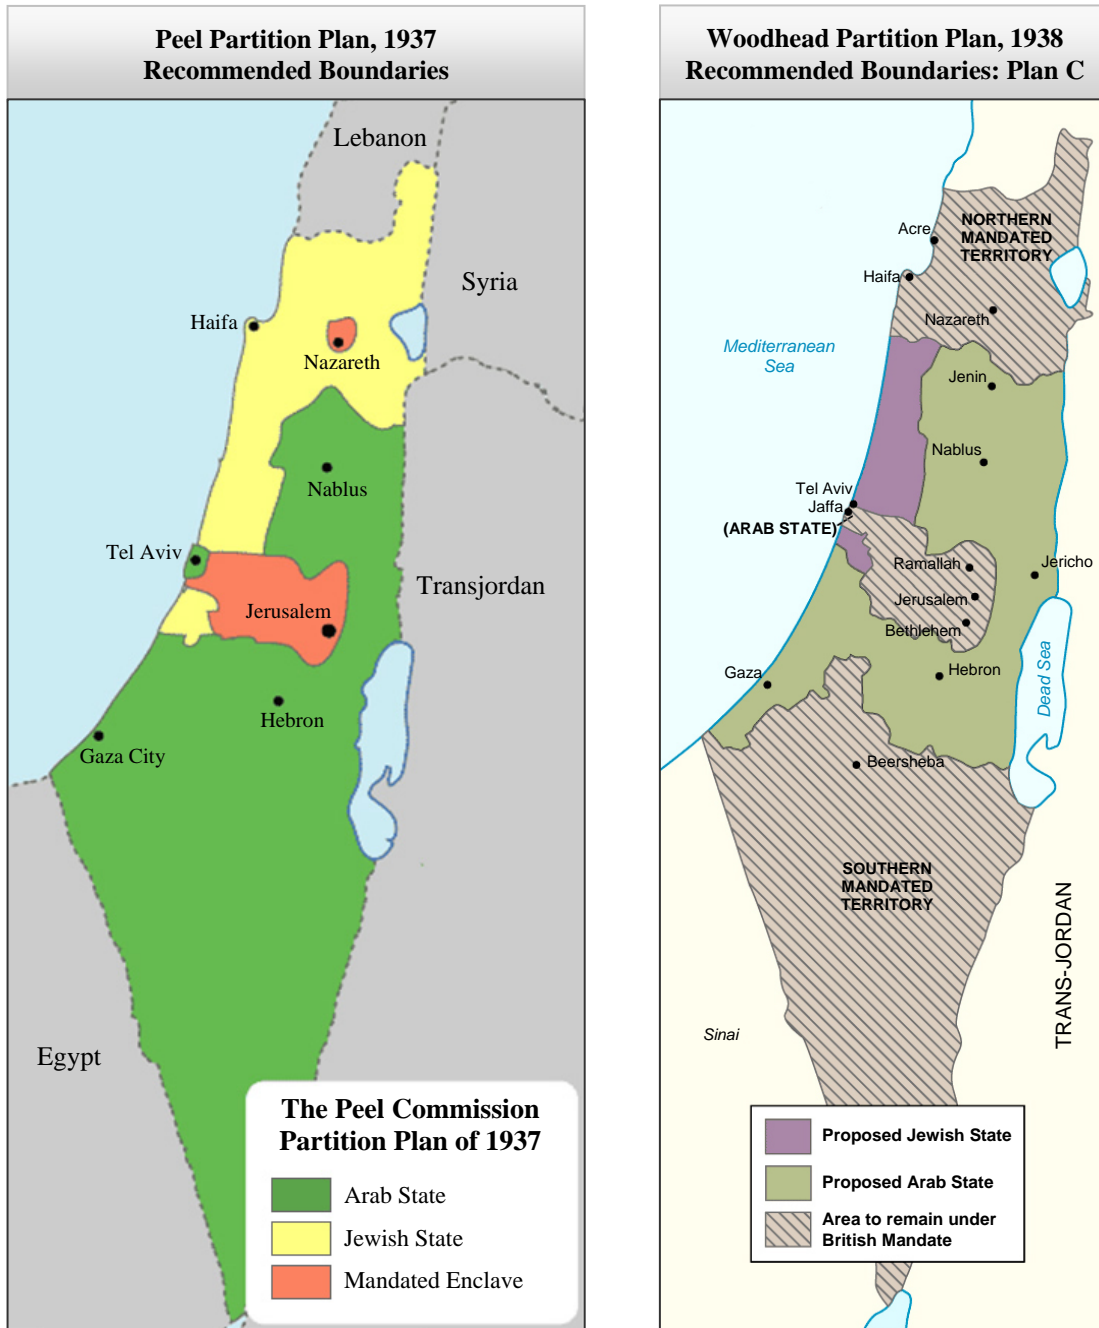 Peel Partition Plan, 1937
Recommended Boundaries
Lebanon
Syria
Haifa
Nazareth
Nablus
Tel Aviv
Transjordan
Jerusalem
Hebron
Gaza City
Egypt
The Peel Commission
Partition Plan of 1937
Arab State
Jewish State
Mandated Enclave
Woodhead Partition Plan, 1938
Recommended Boundaries: Plan C
NORTHERN
MANDATED
TERRITORY
Acre
Haifa
Nazareth
Mediterranean
Sea
Jenin
Nablus
Tel Aviv
Jaffa
(ARAB STATE)
Ramallah
Jericho
Jerusalem
Bethlehem
Gaza
Hebron
Dead Sea
Beersheba
SOUTHERN
MANDATED
TERRITORY
TRANS-JORDAN
Sinai
Proposed Jewish State
Proposed Arab State
Area to remain under
British Mandate